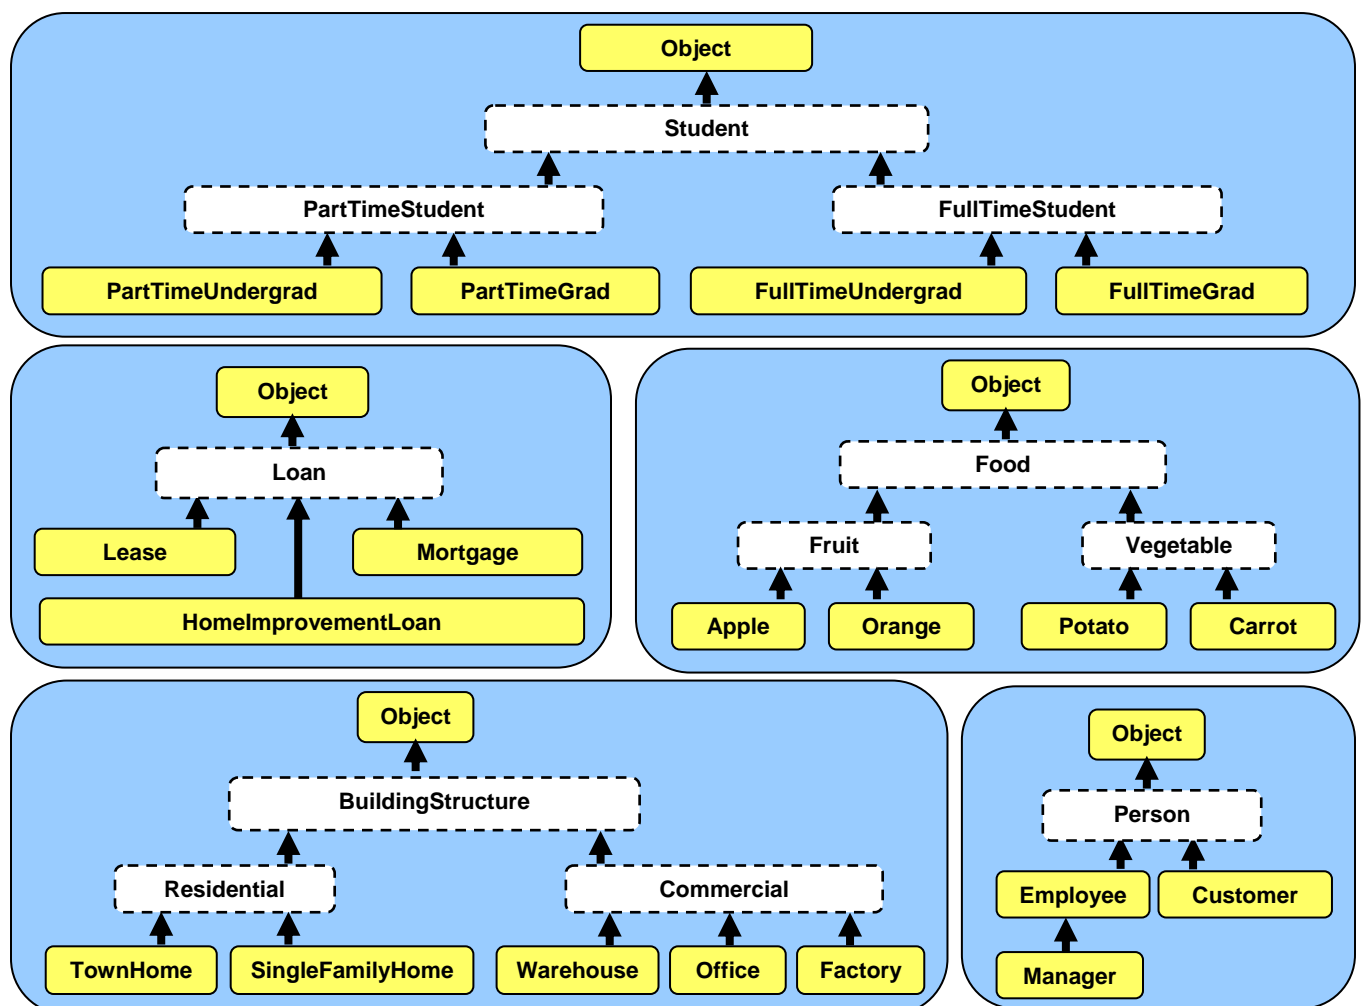 Object
Student
PartTimeStudent
FullTimeStudent
PartTimeUndergrad
PartTimeGrad
FullTimeUndergrad
FullTimeGrad
Object
Loan
Lease
Mortgage
HomeImprovementLoan
Object
Food
Fruit
Vegetable
Apple
Orange
Potato
Carrot
Object
BuildingStructure
Residential
Commercial
TownHome
SingleFamilyHome
Warehouse
Office
Factory
Object
Person
Employee
Customer
Manager